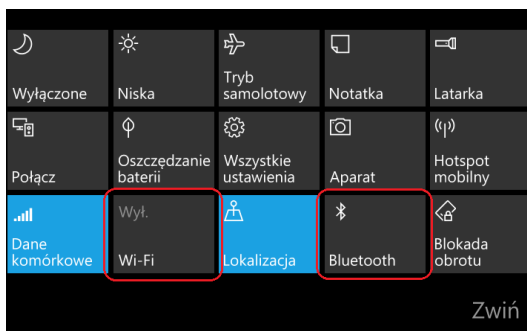 Wyłączone
Niska
Tryb
samolotowy
Notatka
Latarka
Połącz
Oszczędzanie
baterii
Wszystkie
ustawienia
Aparat
Hotspot
mobilny
Dane
komórkowe
Wył.
Wi-Fi
Lokalizacja
Bluetooth
Blokada
obrotu
Zwiń